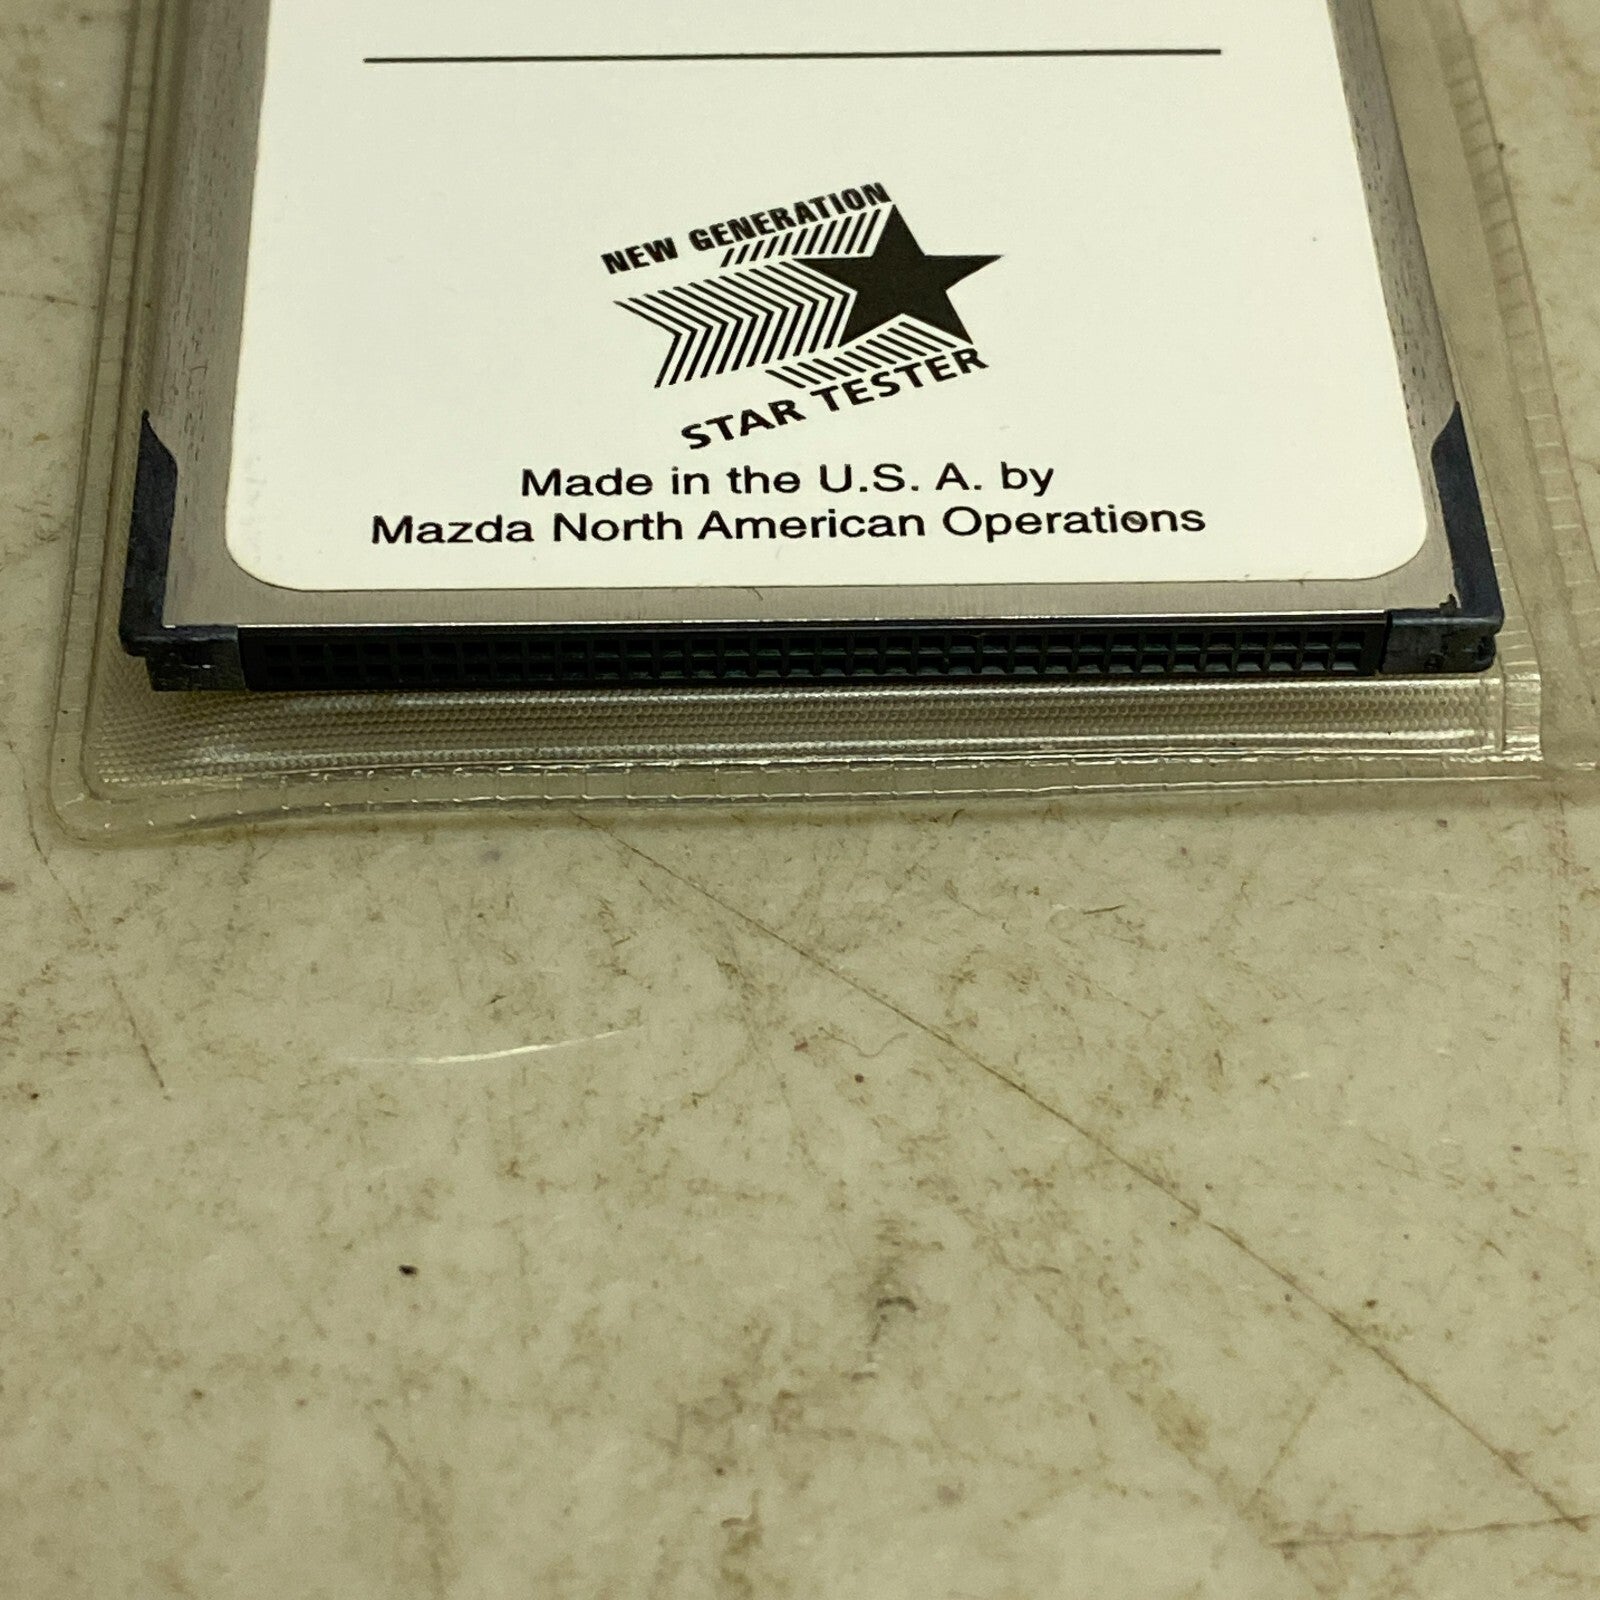 NEW GENERATION
STAR TESTER
Made in the U.S. A. by
Mazda North American Operations